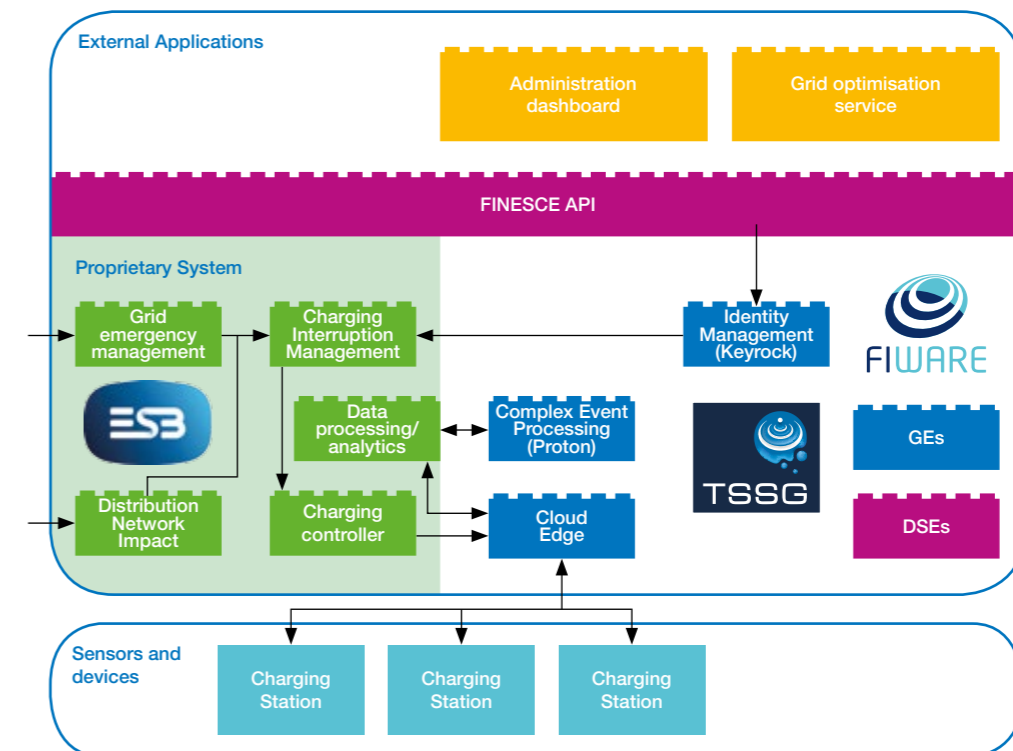 External Applications
Administration
dashboard
Grid optimisation
service
FINESCE API
Proprietary System
Grid
emergency
management
Charging
Interruption
Management
Identity
Management
(Keyrock)
FIWARE
ESB
Data
processing/
analytics
Complex Event
Processing
(Proton)
TSSG
GEs
Distribution
Network
Impact
Charging
controller
Cloud
Edge
DSEs
Sensors and
devices
Charging
Station
Charging
Station
Charging
Station